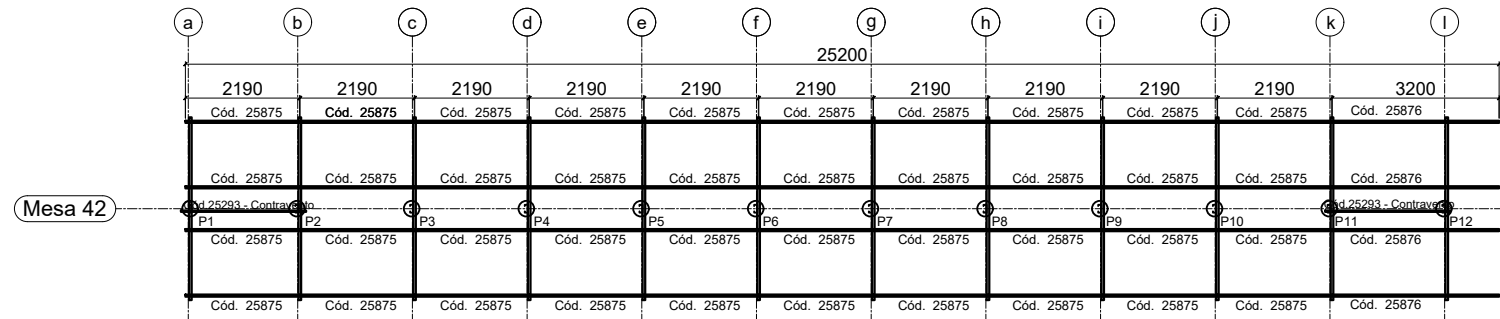 a b c d e f g h i j k l
25200
2190 2190 2190 2190 2190 2190 2190 2190 2190 2190 3200
Cód. 25875 Cód. 25875 Cód. 25875 Cód. 25875 Cód. 25875 Cód. 25875 Cód. 25875 Cód. 25875 Cód. 25875 Cód. 25875 Cód. 25876
Cód. 25875 Cód. 25875 Cód. 25875 Cód. 25875 Cód. 25875 Cód. 25875 Cód. 25875 Cód. 25875 Cód. 25875 Cód. 25875 Cód. 25876
Mesa 42 Cód.25293 - Contravento Cód.25293 - Contravento
P1 P2 P3 P4 P5 P6 P7 P8 P9 P10 P11 P12
Cód. 25875 Cód. 25875 Cód. 25875 Cód. 25875 Cód. 25875 Cód. 25875 Cód. 25875 Cód. 25875 Cód. 25875 Cód. 25875 Cód. 25876
Cód. 25875 Cód. 25875 Cód. 25875 Cód. 25875 Cód. 25875 Cód. 25875 Cód. 25875 Cód. 25875 Cód. 25875 Cód. 25875 Cód. 25876